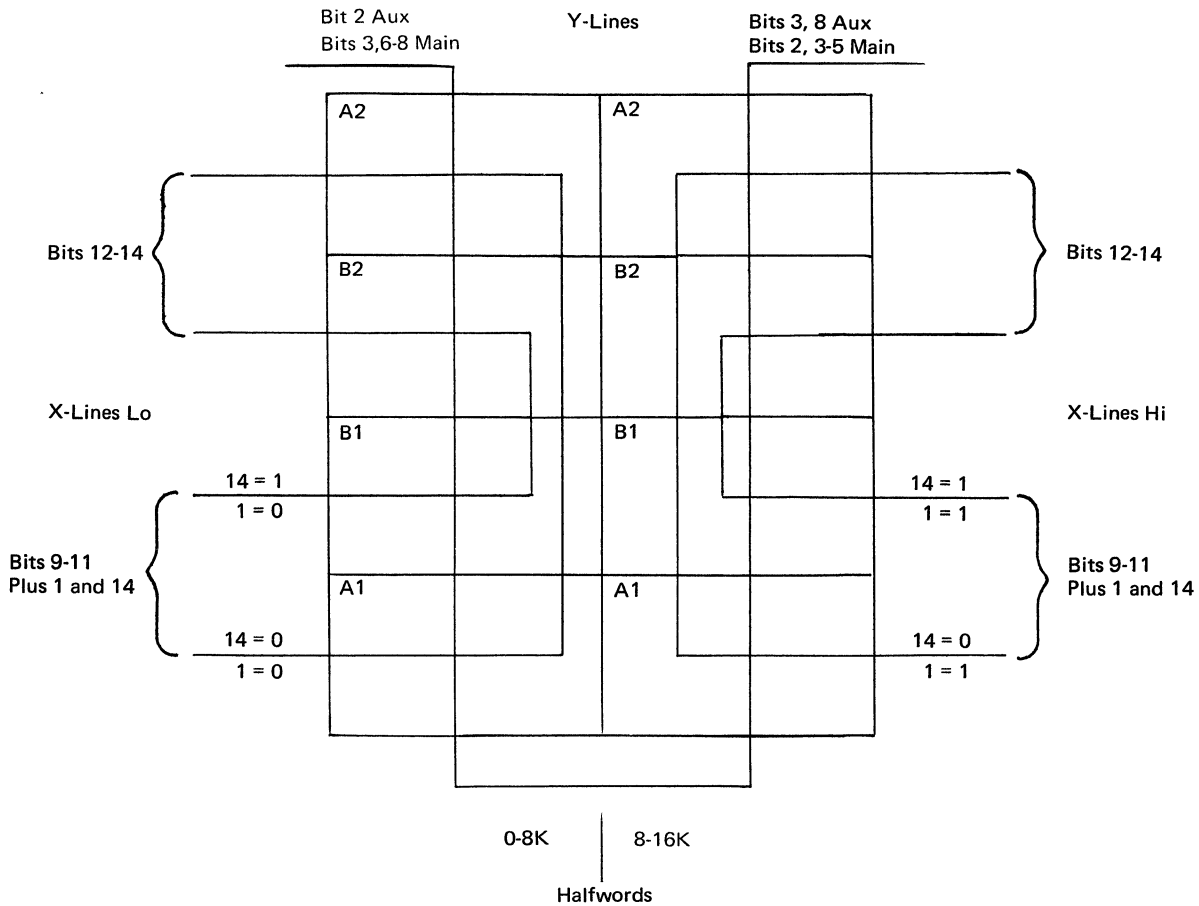 Bit 2 Aux
Bits 3,6-8 Main
Y-Lines
Bits 3, 8 Aux
Bits 2, 3-5 Main
A2
A2
Bits 12-14
Bits 12-14
B2
B2
X-Lines Lo
X-Lines Hi
B1
B1
14 = 1
1 = 0
14 = 1
1 = 1
Bits 9-11
Plus 1 and 14
Bits 9-11
Plus 1 and 14
A1
A1
14 = 0
1 = 0
14 = 0
1 = 1
0-8K
8-16K
Halfwords